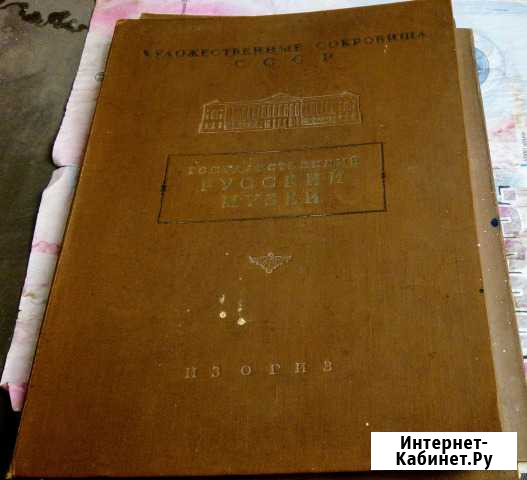 ХУДОЖЕСТВЕННЫЕ СОКРОВИЩА
СССР
ГОСУДАРСТВЕННЫЙ
РУССКИЙ
МУЗЕЙ
ИЗОГИЗ
Интернет-
Кабинет.Ру